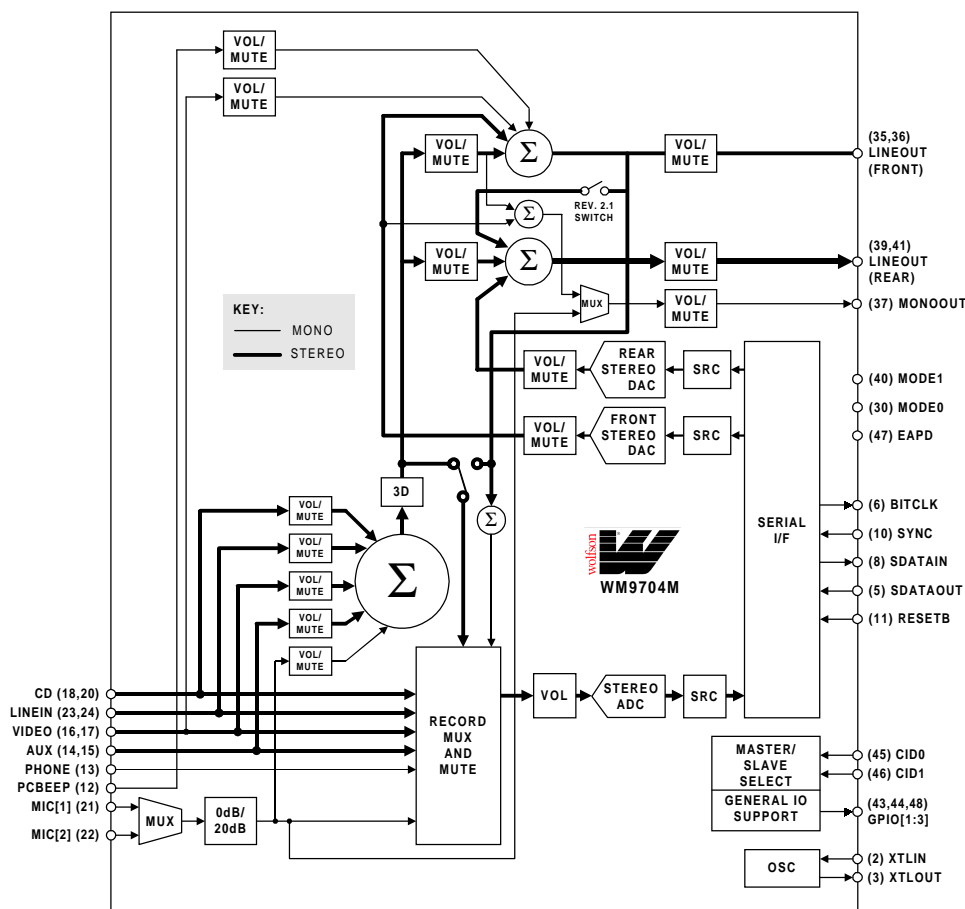 VOL/
MUTE
VOL/
MUTE
VOL/
MUTE
Σ
VOL/
MUTE
(35,36)
LINEOUT
(FRONT)
REV. 2.1
SWITCH
Σ
VOL/
MUTE
Σ
VOL/
MUTE
(39,41)
LINEOUT
(REAR)
MUX
VOL/
MUTE
(37) MONOOUT
KEY:
MONO
STEREO
VOL/
MUTE
REAR
STEREO
DAC
SRC
(40) MODE1
(30) MODE0
VOL/
MUTE
FRONT
STEREO
DAC
SRC
(47) EAPD
3D
VOL/
MUTE
VOL/
MUTE
VOL/
MUTE
VOL/
MUTE
VOL/
MUTE
Σ
Σ
wolfson
WM9704M
SERIAL
I/F
(6) BITCLK
(10) SYNC
(8) SDATAIN
(5) SDATAOUT
(11) RESETB
CD (18,20)
LINEIN (23,24)
VIDEO (16,17)
AUX (14,15)
PHONE (13)
PCBEEP (12)
MIC[1] (21)
MIC[2] (22)
MUX
0dB/
20dB
RECORD
MUX
AND
MUTE
VOL
STEREO
ADC
SRC
MASTER/
SLAVE
SELECT
(45) CID0
(46) CID1
GENERAL IO
SUPPORT
(43,44,48)
GPIO[1:3]
OSC
(2) XTLIN
(3) XTLOUT